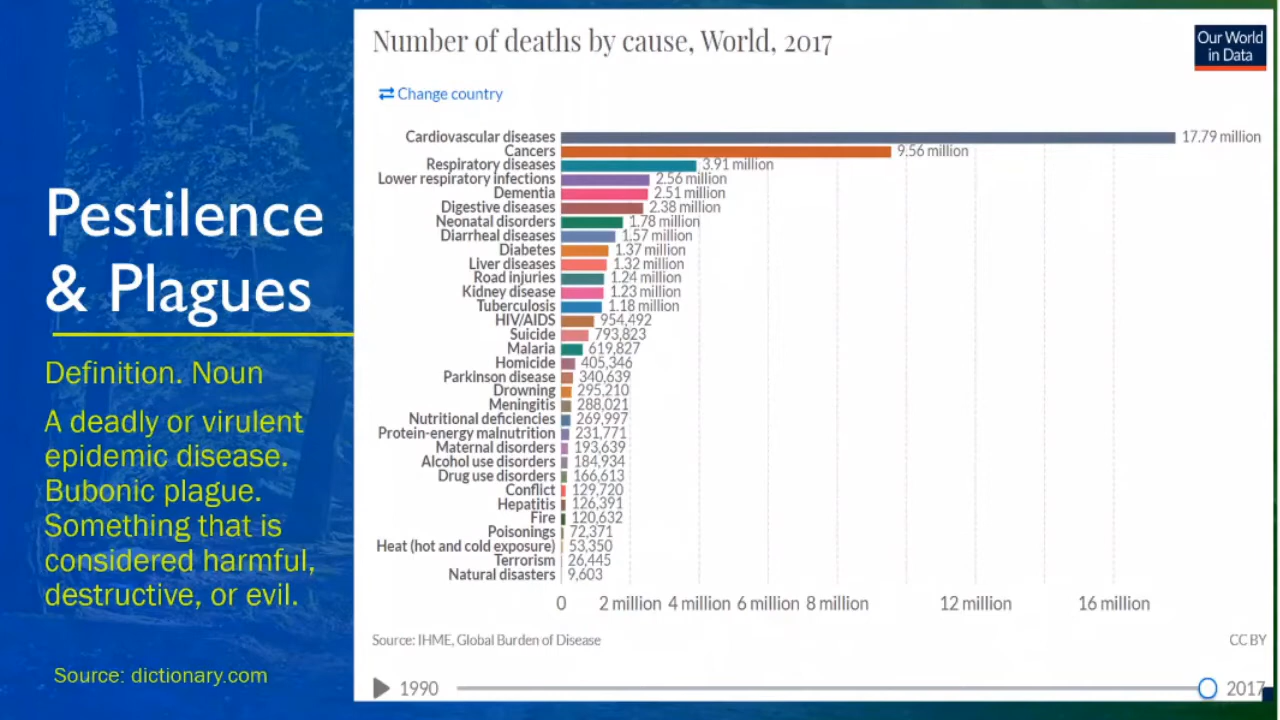 Pestilence
& Plagues
Definition. Noun
A deadly or virulent
epidemic disease.
Bubonic plague.
Something that is
considered harmful,
destructive, or evil.
Source: dictionary.com
Number of deaths by cause, World, 2017
Our World
in Data
Change country
Cardiovascular diseases 17.79 million
Cancers 9.56 million
Respiratory diseases 3.91 million
Lower respiratory infections 2.56 million
Dementia 2.51 million
Digestive diseases 2.38 million
Neonatal disorders 1.78 million
Diarrheal diseases 1.57 million
Diabetes 1.37 million
Liver diseases 1.32 million
Road injuries 1.24 million
Kidney disease 1.23 million
Tuberculosis 1.18 million
HIV/AIDS 954,492
Suicide 793,823
Malaria 619,827
Homicide 405,346
Parkinson disease 340,639
Drowning 295,210
Meningitis 288,021
Nutritional deficiencies 269,997
Protein-energy malnutrition 231,771
Maternal disorders 193,639
Alcohol use disorders 184,934
Drug use disorders 166,613
Conflict 129,720
Hepatitis 126,391
Fire 120,632
Poisonings 72,371
Heat (hot and cold exposure) 53,350
Terrorism 26,445
Natural disasters 9,603
0 2 million 4 million 6 million 8 million 12 million 16 million
Source: IHME, Global Burden of Disease CC BY
1990 2017